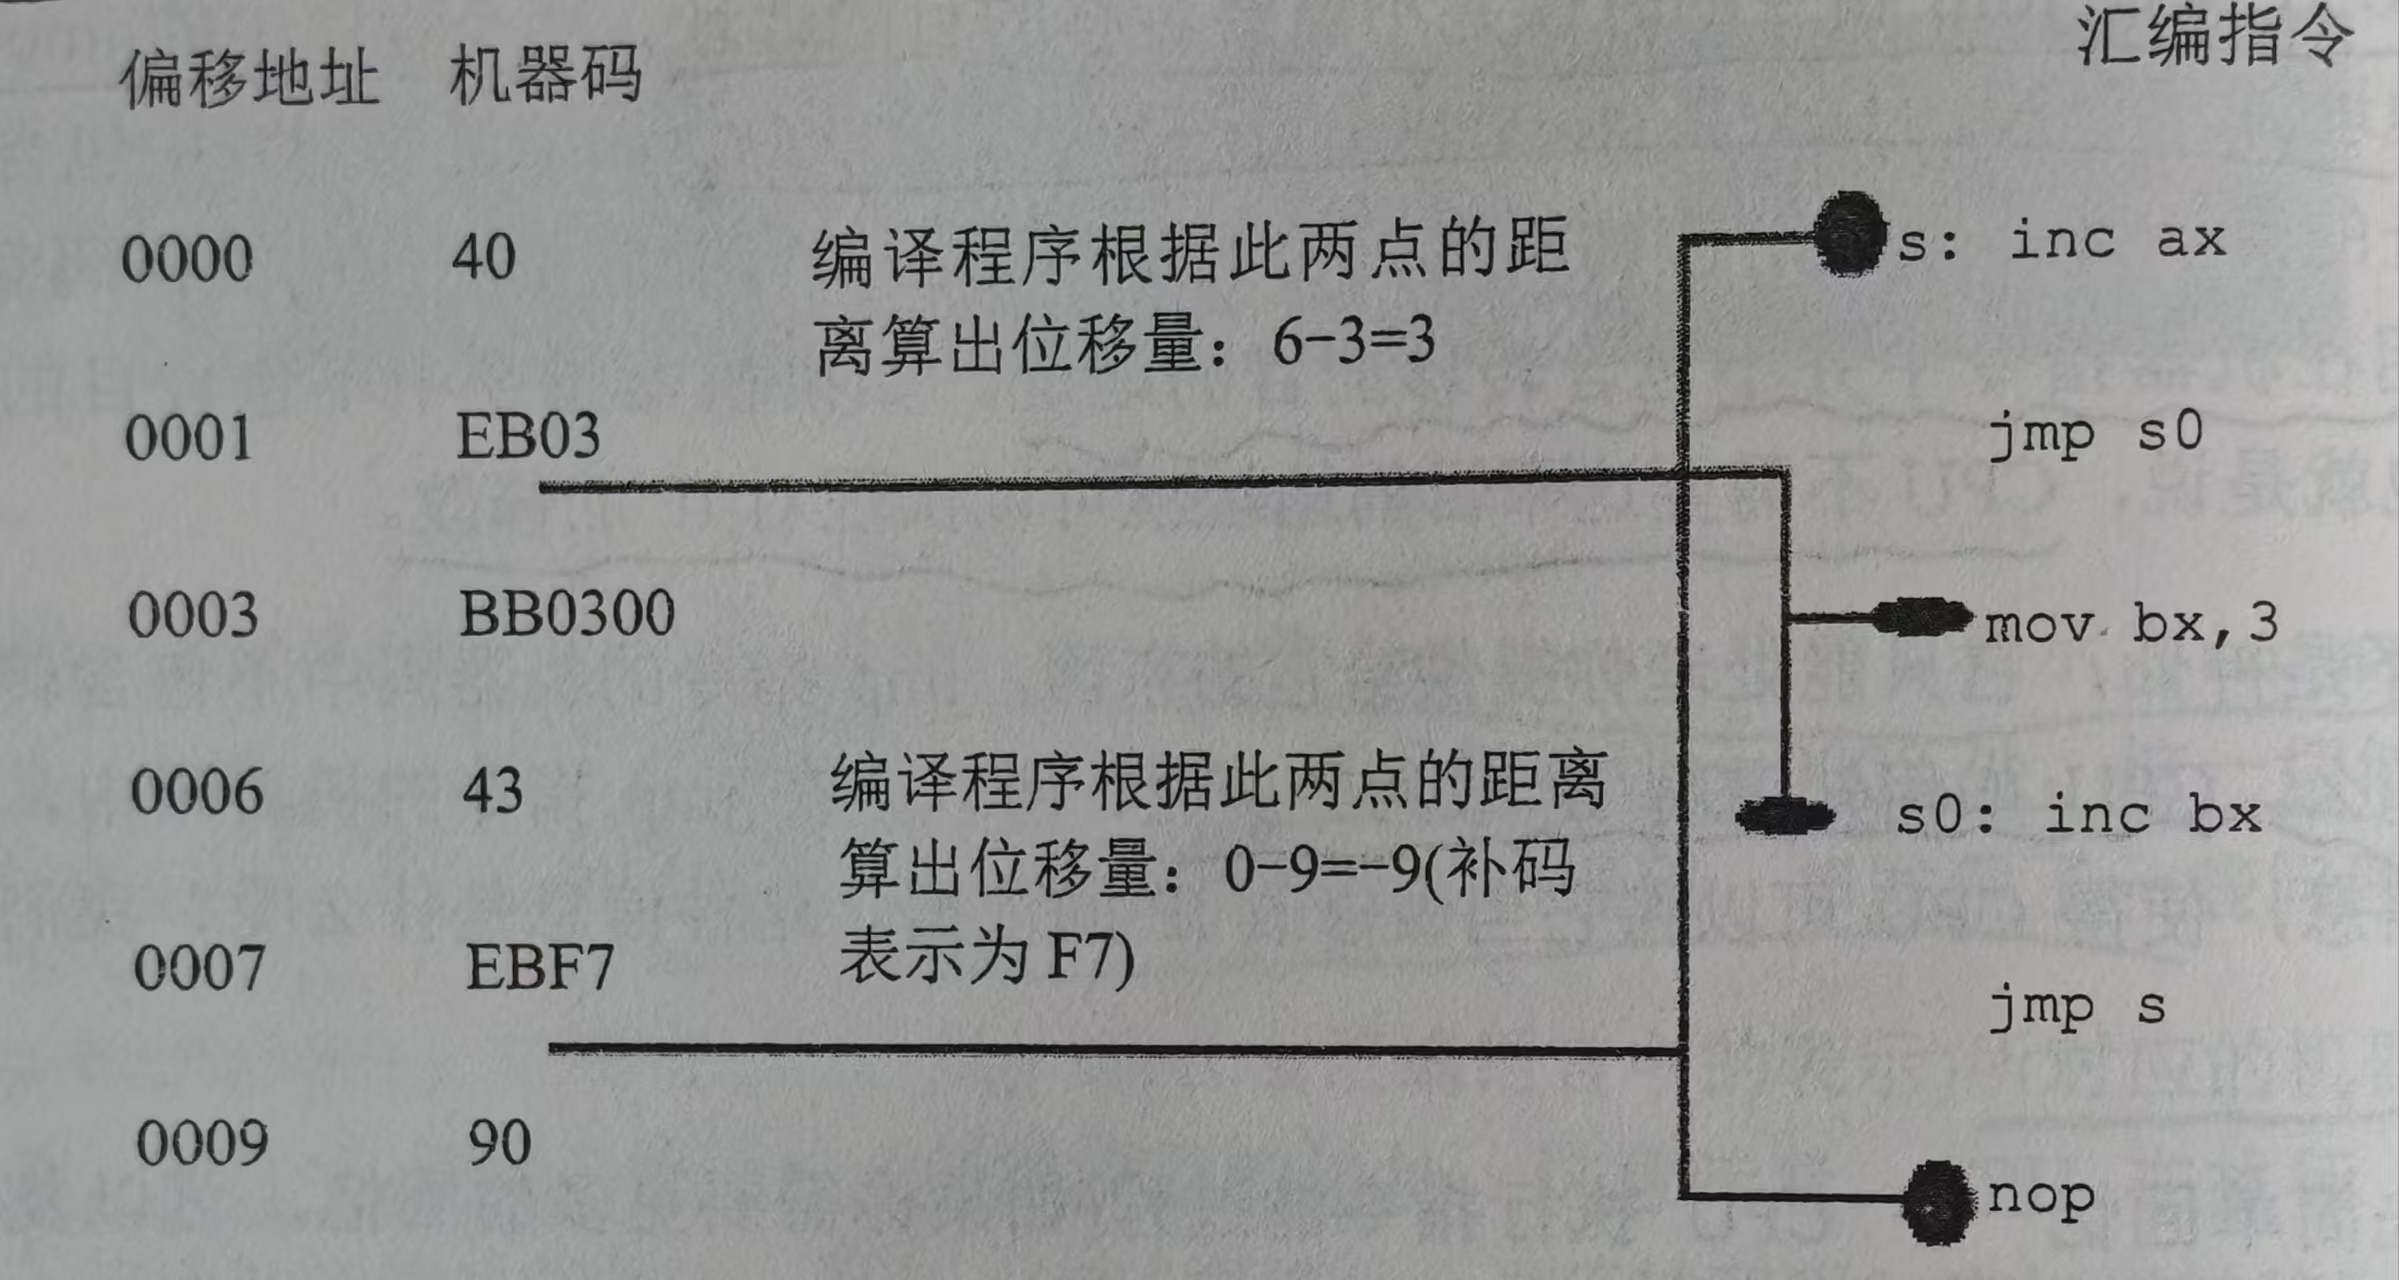 偏移地址 机器码 汇编指令
0000 40 编译程序根据此两点的距 s: inc ax
离算出位移量：6-3=3
0001 EB03 jmp s0
0003 BB0300 mov bx,3
0006 43 编译程序根据此两点的距离 s0: inc bx
算出位移量：0-9=-9(补码
表示为 F7)
0007 EBF7 jmp s
0009 90 nop